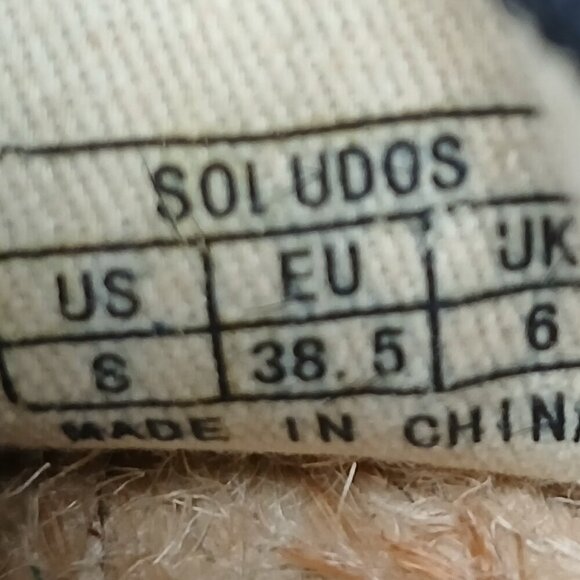 SOLUDOS
US EU UK
8 38.5 6
MADE IN CHINA